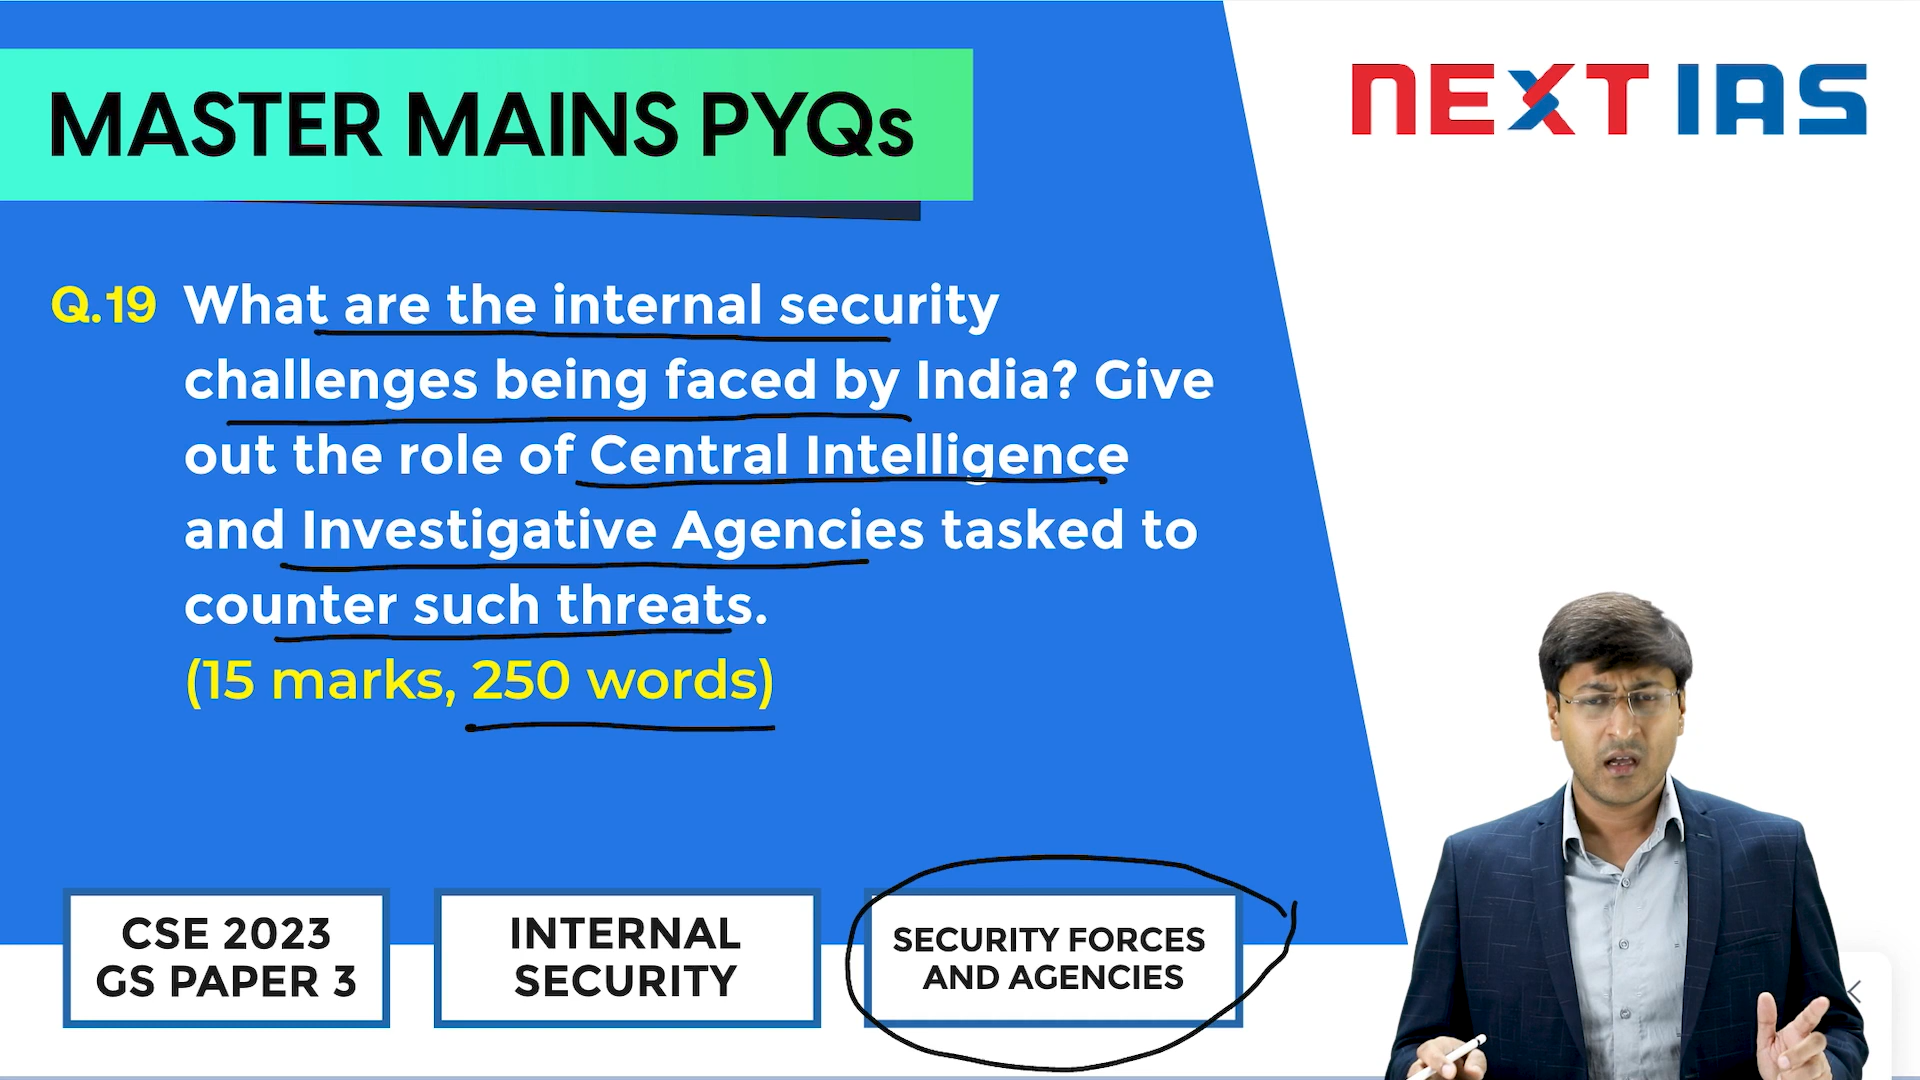 MASTER MAINS PYQs
NEXT IAS
Q.19 What are the internal security
challenges being faced by India? Give
out the role of Central Intelligence
and Investigative Agencies tasked to
counter such threats.
(15 marks, 250 words)
CSE 2023
GS PAPER 3
INTERNAL
SECURITY
SECURITY FORCES
AND AGENCIES